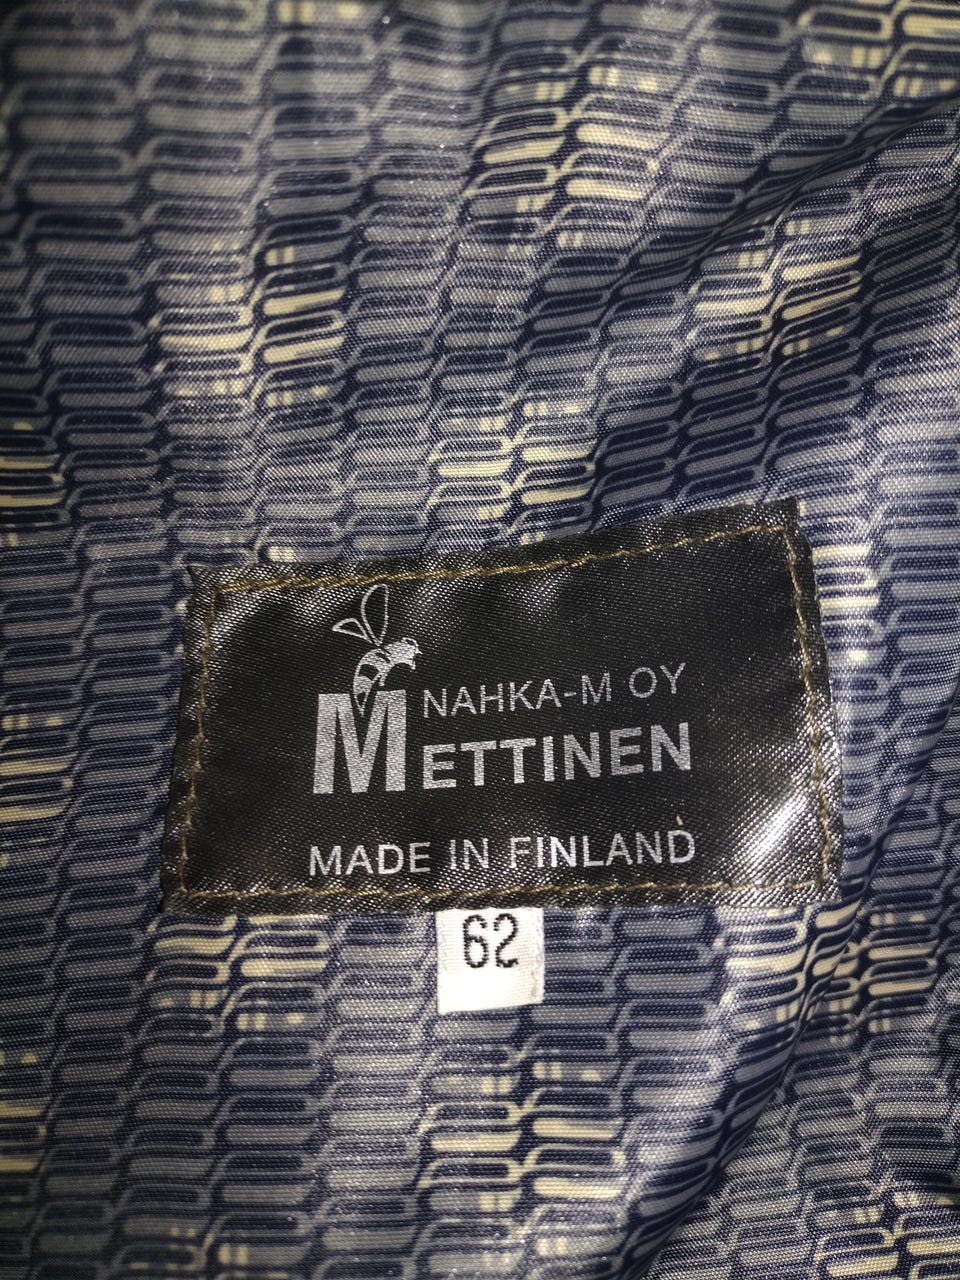 NAHKA-M OY
METTINEN
MADE IN FINLAND
62